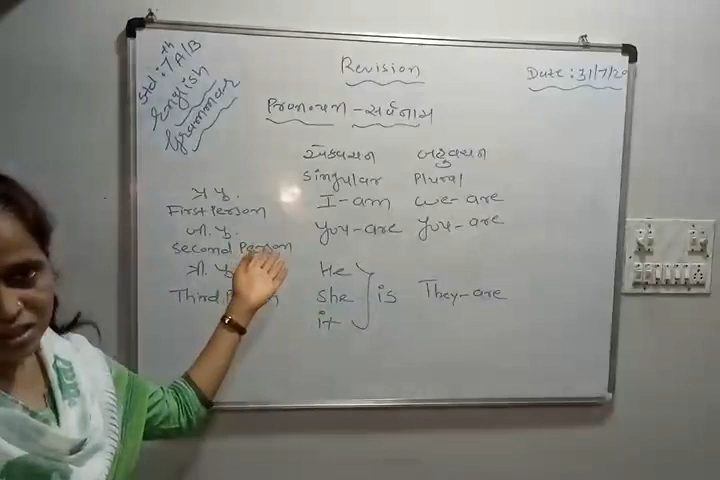 Std : 7th A/B
English
Grammar
Revision
Date : 31/7/20
Pronoun - સર્વનામ
એકવચન બહુવચન
Singular Plural
પ્ર. પુ. I - am we - are
First Person
બી. પુ. You - are You - are
Second Person
ત્રી. પુ. He
Third She is They - are
it